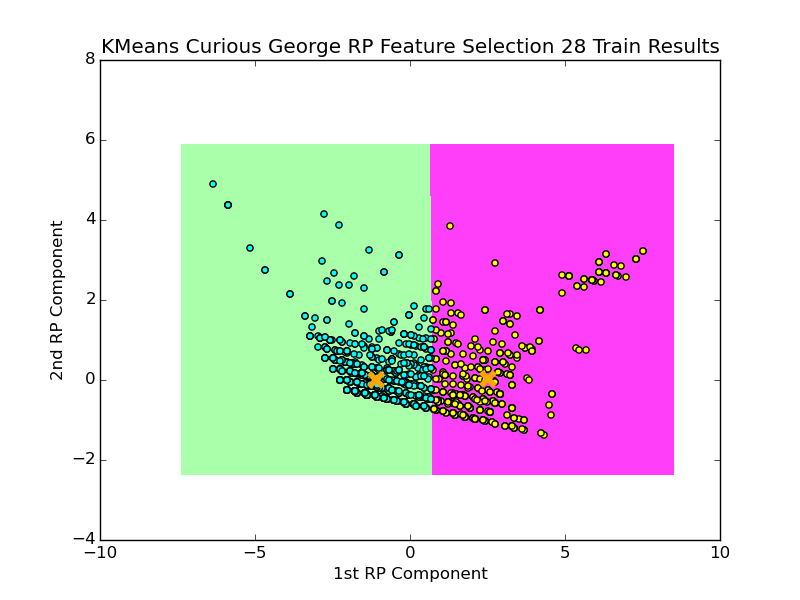 KMeans Curious George RP Feature Selection 28 Train Results
8
6
4
2
0
−2
−4
2nd RP Component
−10 −5 0 5 10
1st RP Component